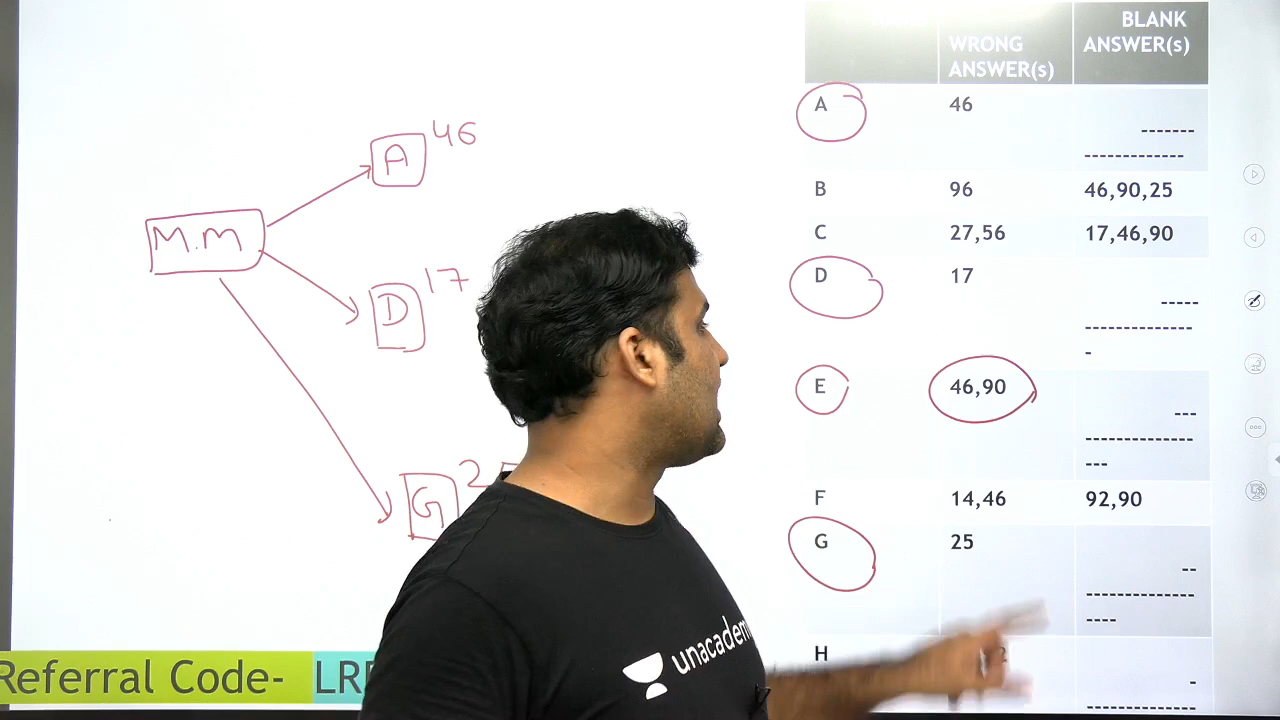 WRONG ANSWER(s) BLANK ANSWER(s)
A 46 ------- -------------
B 96 46,90,25
C 27,56 17,46,90
D 17 ----- -------------- -
E 46,90 --- -------------- ---
F 14,46 92,90
G 25 -- -------------- ----
H - --------------
M.M
A 46
D 17
G
unacadem
Referral Code-